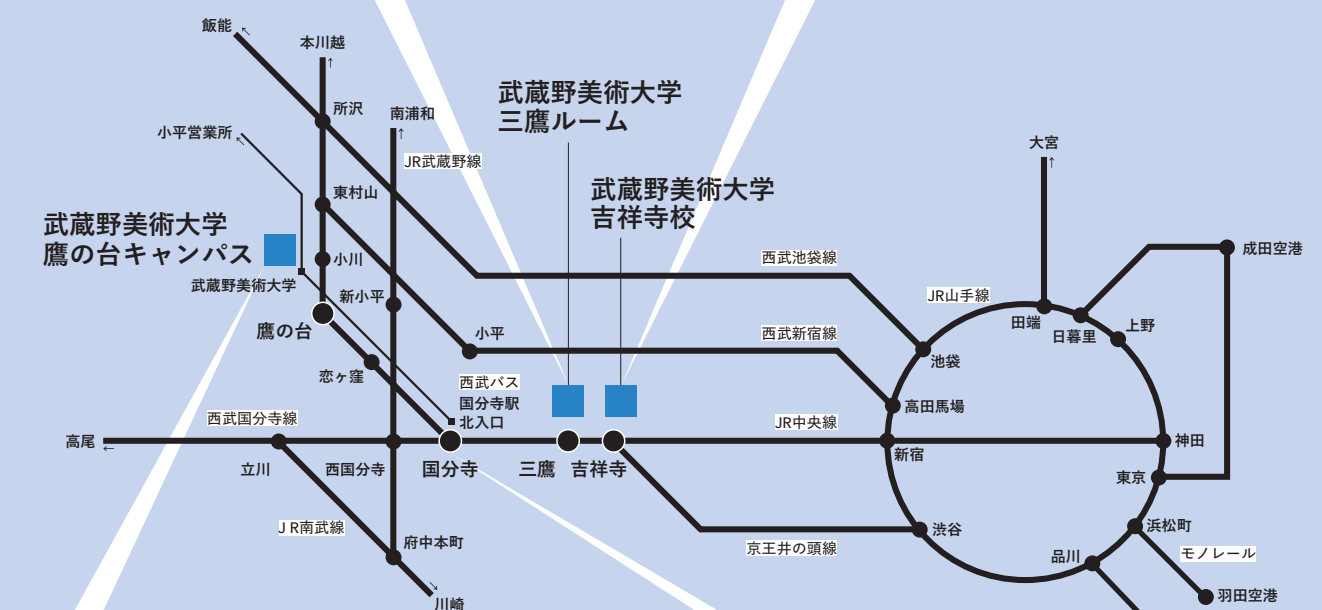 飯能
↖
本川越
↑
所沢
南浦和
↑
小平営業所
↖
JR武蔵野線
武蔵野美術大学
三鷹ルーム
武蔵野美術大学
吉祥寺校
大宮
↑
東村山
武蔵野美術大学
鷹の台キャンパス
小川
武蔵野美術大学
新小平
鷹の台
小平
恋ヶ窪
西武バス
国分寺駅
北入口
西武国分寺線
高尾
←
立川
西国分寺
国分寺
三鷹
吉祥寺
JR南武線
府中本町
↘
川崎
西武池袋線
西武新宿線
JR中央線
京王井の頭線
JR山手線
田端
日暮里
上野
成田空港
池袋
高田馬場
新宿
神田
東京
渋谷
浜松町
品川
モノレール
羽田空港